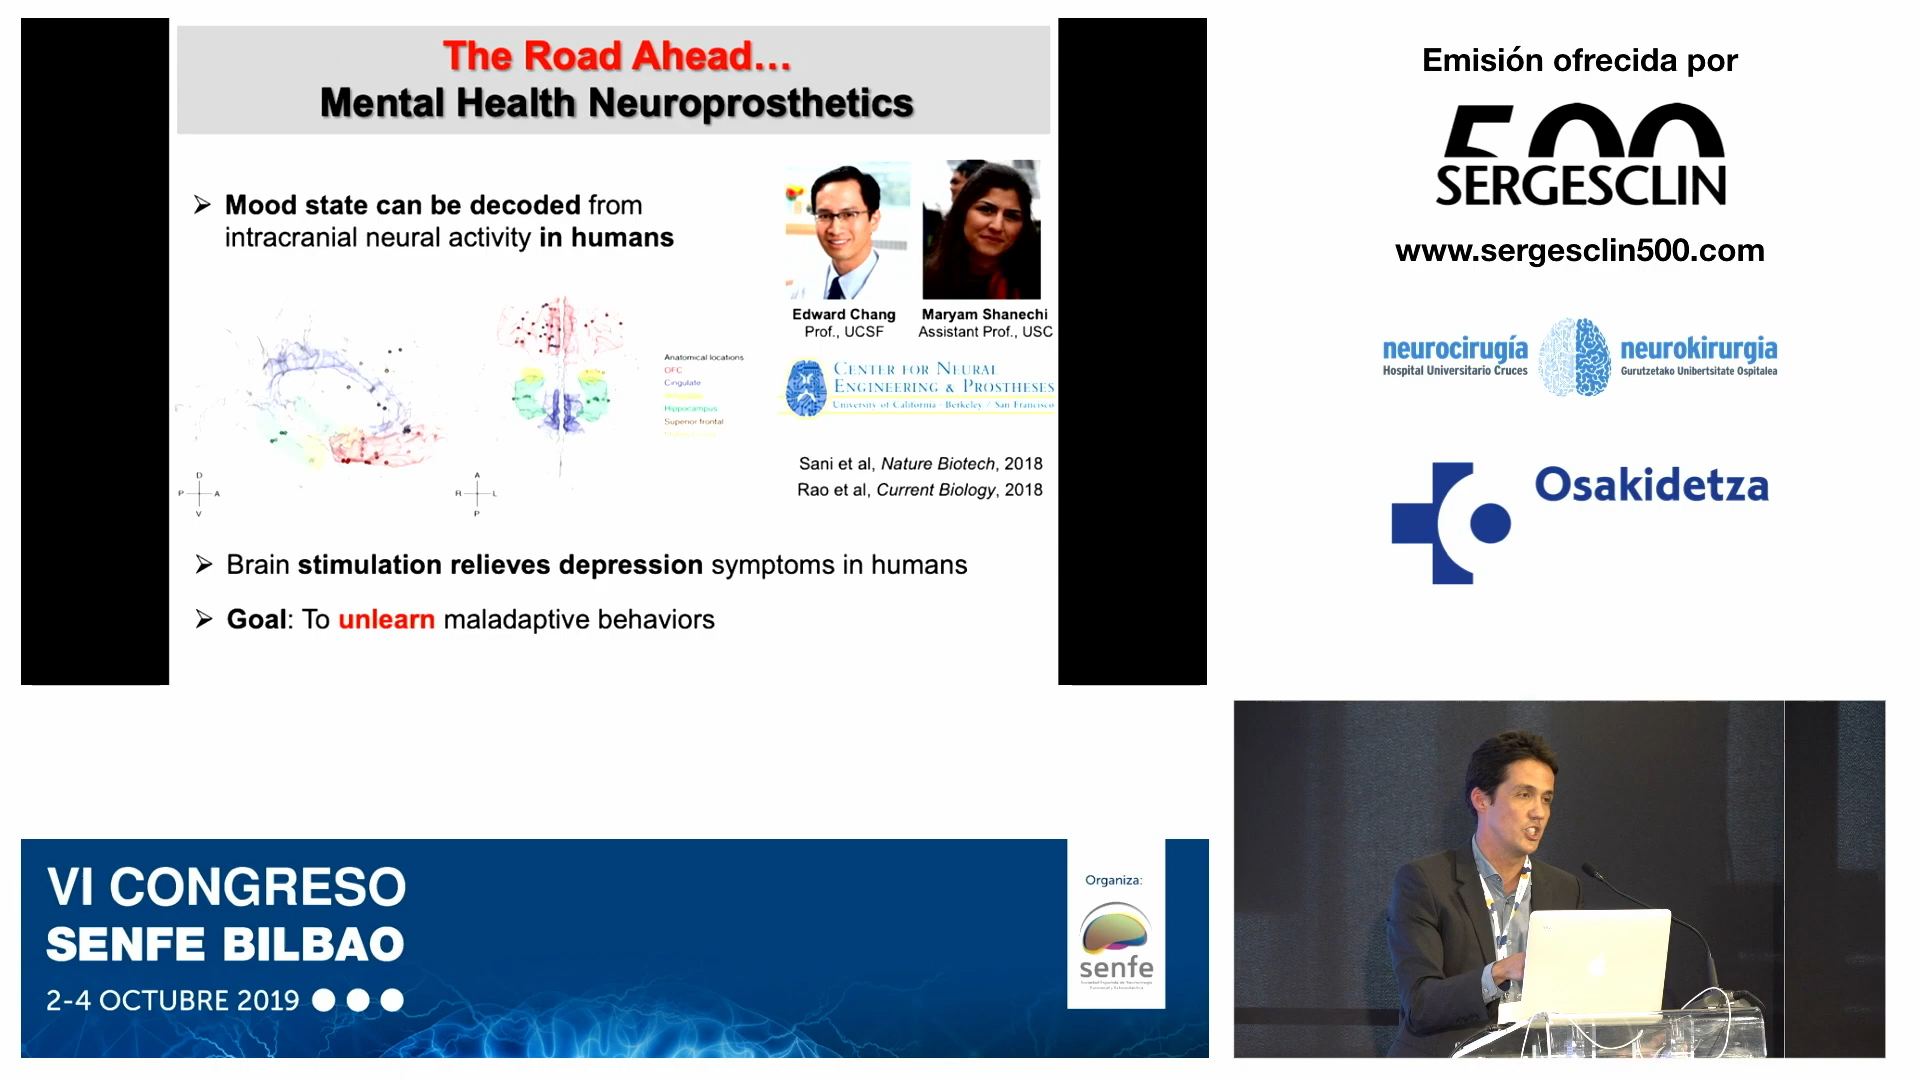 The Road Ahead…
Mental Health Neuroprosthetics
Mood state can be decoded from
intracranial neural activity in humans
Edward Chang
Prof., UCSF
Maryam Shanechi
Assistant Prof., USC
Anatomical locations
OFC
Cingulate
Hippocampus
Superior frontal
D
P A
V
A
R L
P
CENTER FOR NEURAL
ENGINEERING & PROSTHESES
University of California - Berkeley / San Francisco
Sani et al, Nature Biotech, 2018
Rao et al, Current Biology, 2018
Brain stimulation relieves depression symptoms in humans
Goal: To unlearn maladaptive behaviors
Emisión ofrecida por
500
SERGESCLIN
www.sergesclin500.com
neurocirugía
Hospital Universitario Cruces
neurokirurgia
Gurutzetako Unibertsitate Ospitalea
Osakidetza
VI CONGRESO
SENFE BILBAO
2-4 OCTUBRE 2019
Organiza:
senfe